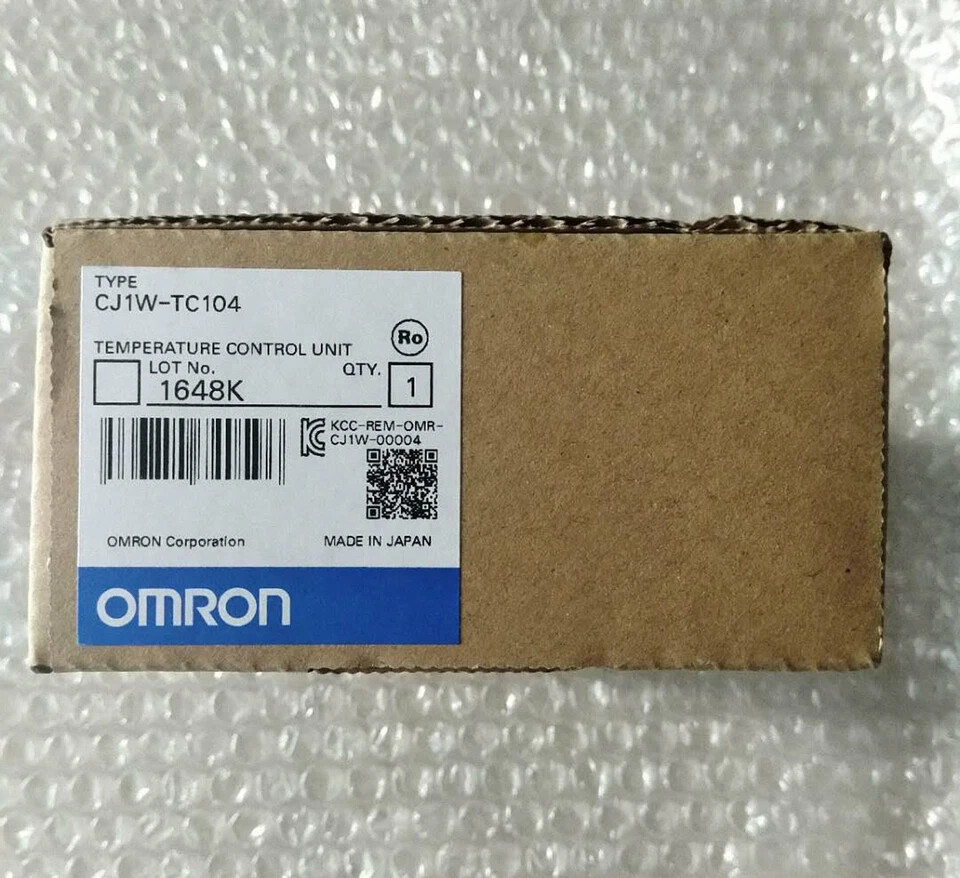 TYPE
CJ1W-TC104
Ro
TEMPERATURE CONTROL UNIT
LOT No. QTY.
1648K 1
KCC-REM-OMR-
CJ1W-00004
OMRON Corporation MADE IN JAPAN
OMRON